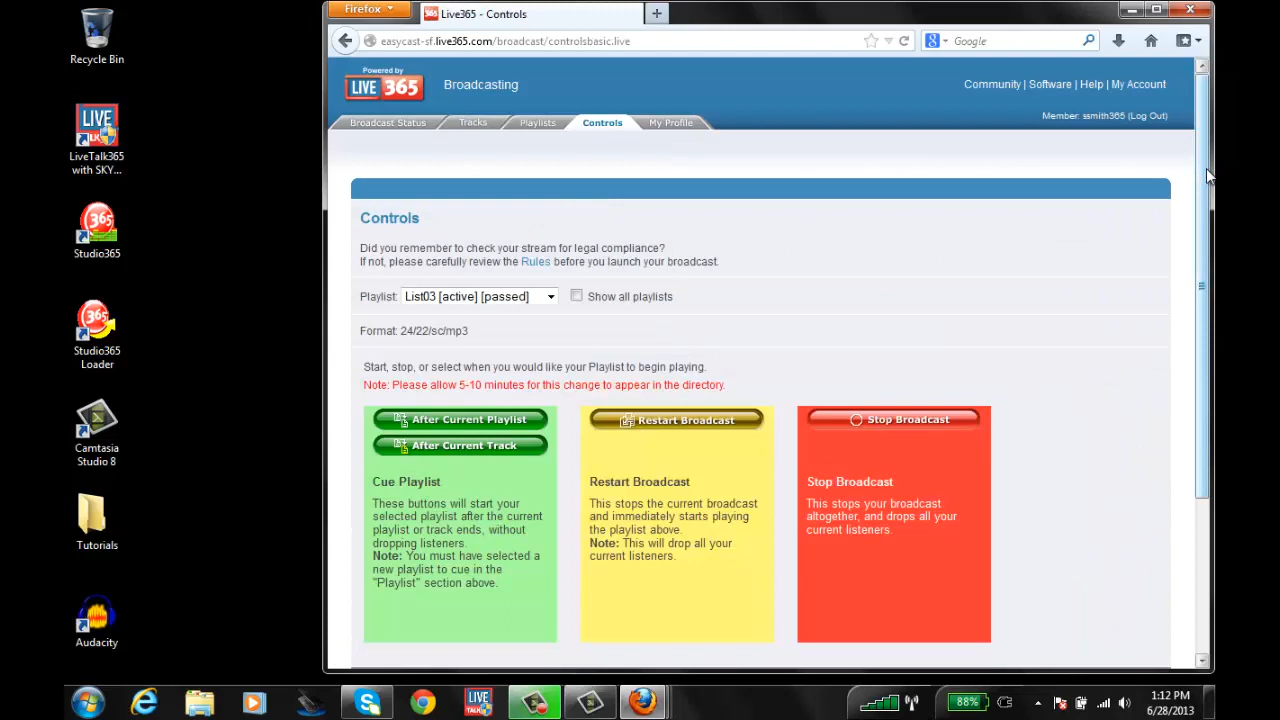 Recycle Bin
LIVE
LK
LiveTalk365
with SKY...
365
Studio365
365
Studio365
Loader
Camtasia
Studio 8
Tutorials
Audacity
Firefox
365 Live365 - Controls
easycast-sf.live365.com/broadcast/controlsbasic.live
Google
Powered by
LIVE 365
Broadcasting
Community | Software | Help | My Account
Member: ssmith365 (Log Out)
Broadcast Status Tracks Playlists Controls My Profile
Controls
Did you remember to check your stream for legal compliance?
If not, please carefully review the Rules before you launch your broadcast.
Playlist: List03 [active] [passed] Show all playlists
Format: 24/22/sc/mp3
Start, stop, or select when you would like your Playlist to begin playing.
Note: Please allow 5-10 minutes for this change to appear in the directory.
After Current Playlist
After Current Track
Cue Playlist
These buttons will start your
selected playlist after the current
playlist or track ends, without
dropping listeners.
Note: You must have selected a
new playlist to cue in the
"Playlist" section above.
Restart Broadcast
Restart Broadcast
This stops the current broadcast
and immediately starts playing
the playlist above.
Note: This will drop all your
current listeners.
Stop Broadcast
Stop Broadcast
This stops your broadcast
altogether, and drops all your
current listeners.
LIVE
TALK
88%
1:12 PM
6/28/2013